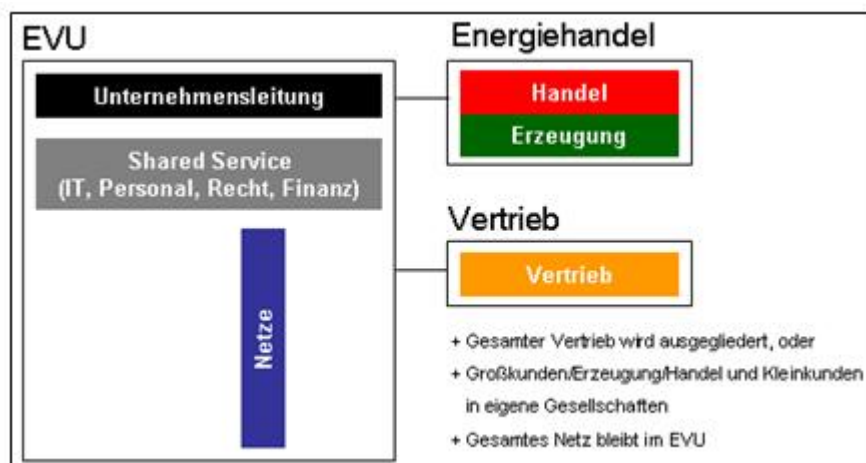 EVU
Unternehmensleitung
Shared Service
(IT, Personal, Recht, Finanz)
Netze
Energiehandel
Handel
Erzeugung
Vertrieb
Vertrieb
+ Gesamter Vertrieb wird ausgegliedert, oder
+ Großkunden/Erzeugung/Handel und Kleinkunden
in eigene Gesellschaften
+ Gesamtes Netz bleibt im EVU